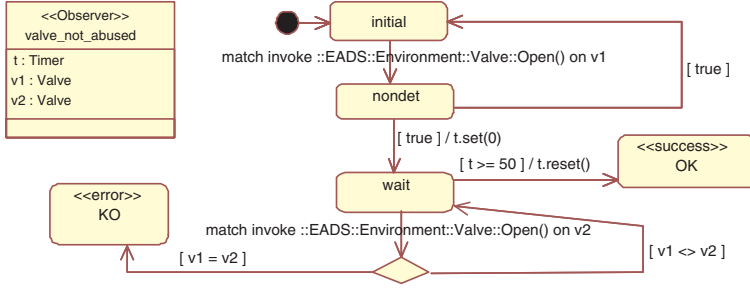 <<Observer>>
valve_not_abused
t : Timer
v1 : Valve
v2 : Valve
initial
match invoke ::EADS::Environment::Valve::Open() on v1
[ true ]
nondet
[ true ] / t.set(0)
<<success>>
OK
[ t >= 50 ] / t.reset()
wait
<<error>>
KO
match invoke ::EADS::Environment::Valve::Open() on v2
[ v1 = v2 ]
[ v1 <> v2 ]